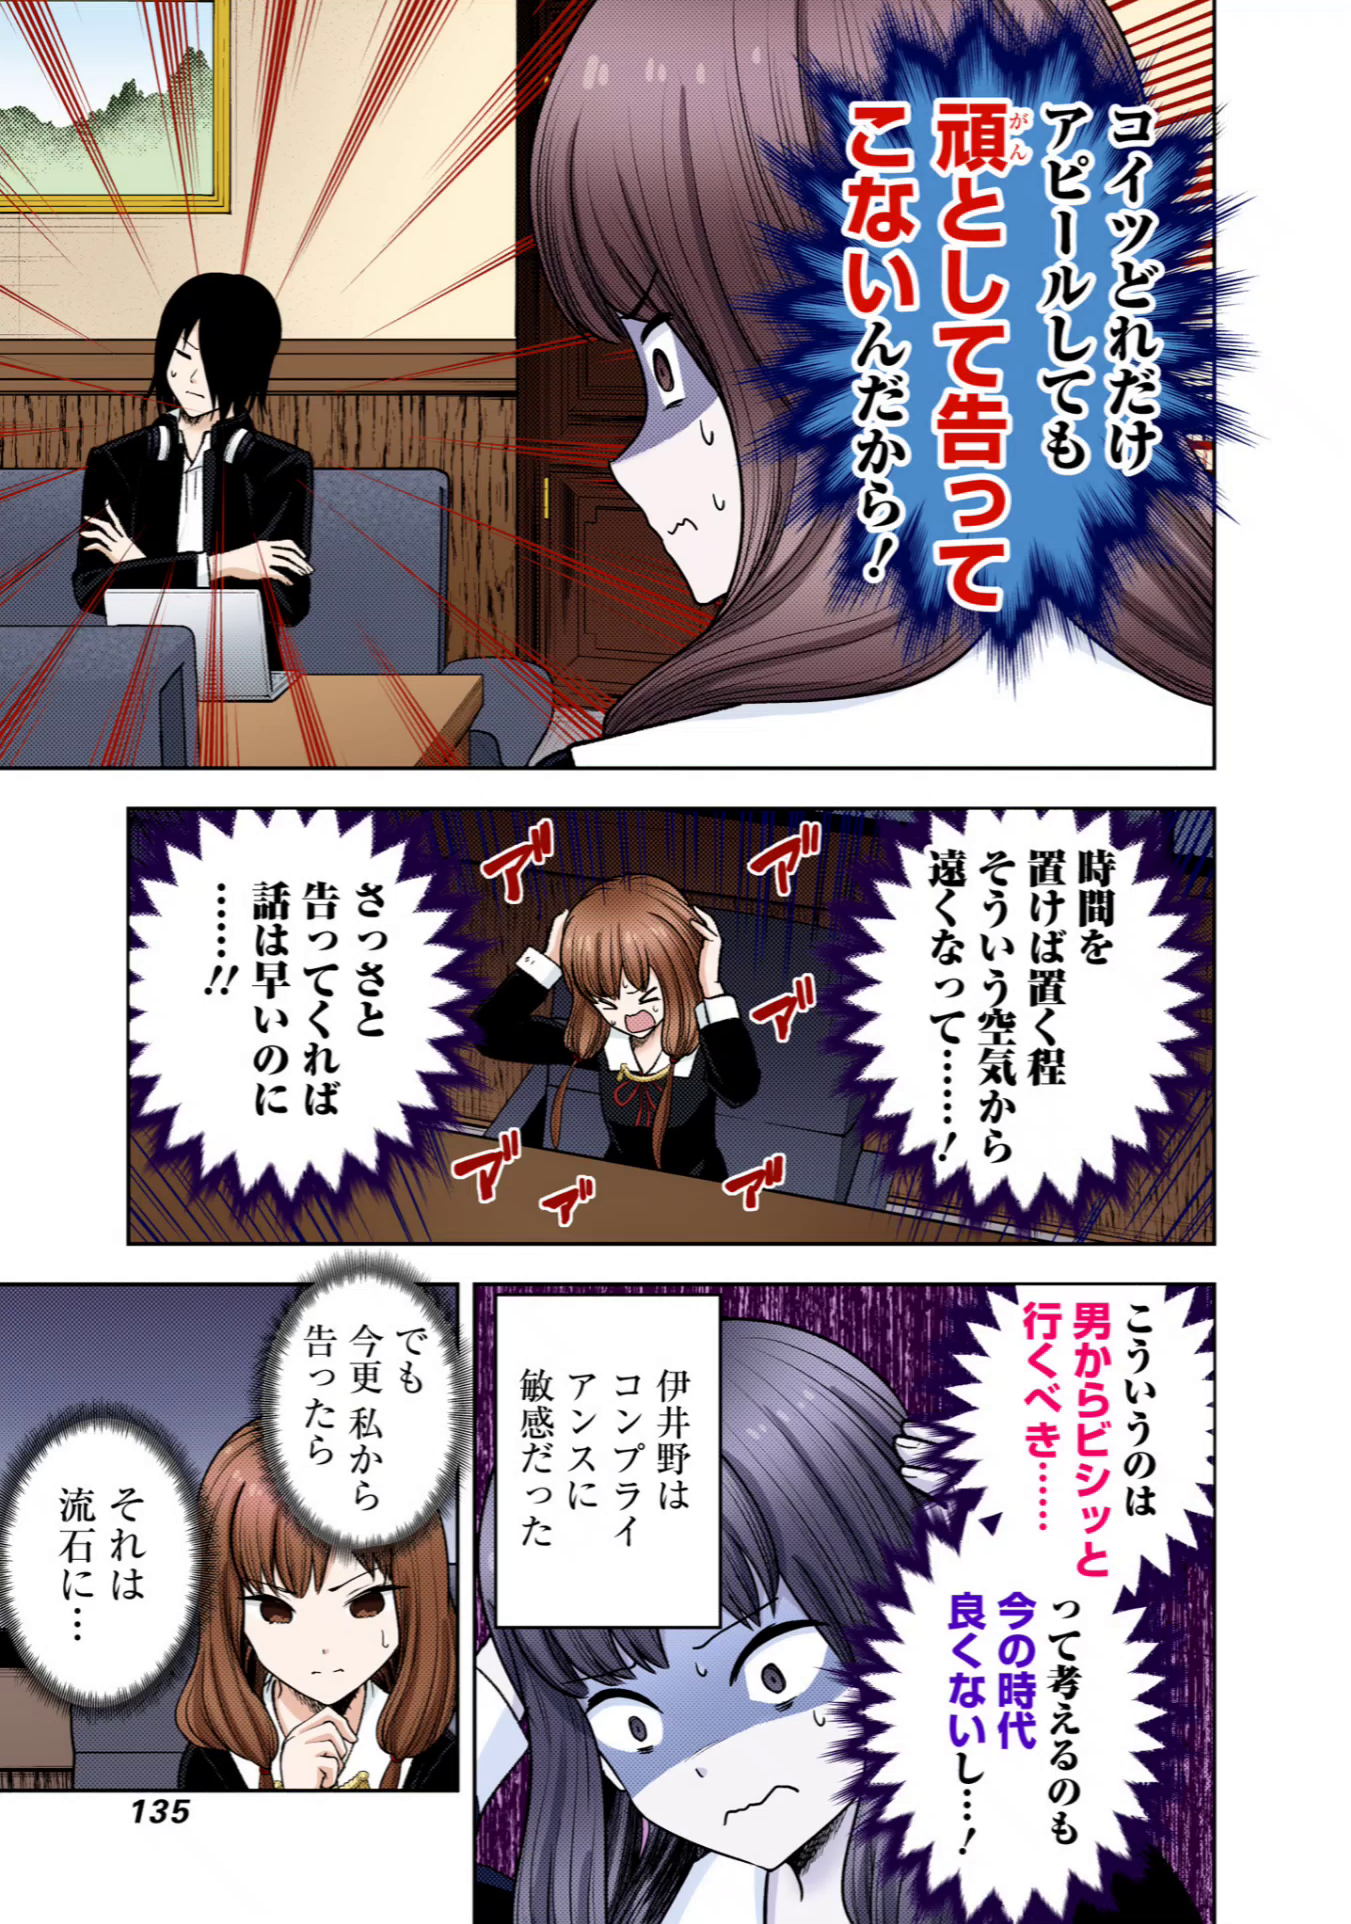 コイツどれだけ
アピールしても
頑として告って
がん
こないんだから！
時間を
置けば置く程
そういう空気から
遠くなって……！
アア
アア
アア
アア
アア
アア
さっさと
告ってくれば
話は早いのに
……!!
こういうのは
男からビシッと
行くべき……
って考えるのも
今の時代
良くないし…！
伊井野は
コンプライ
アンスに
敏感だった
でも
今更 私から
告ったら
それは
流石に…
135